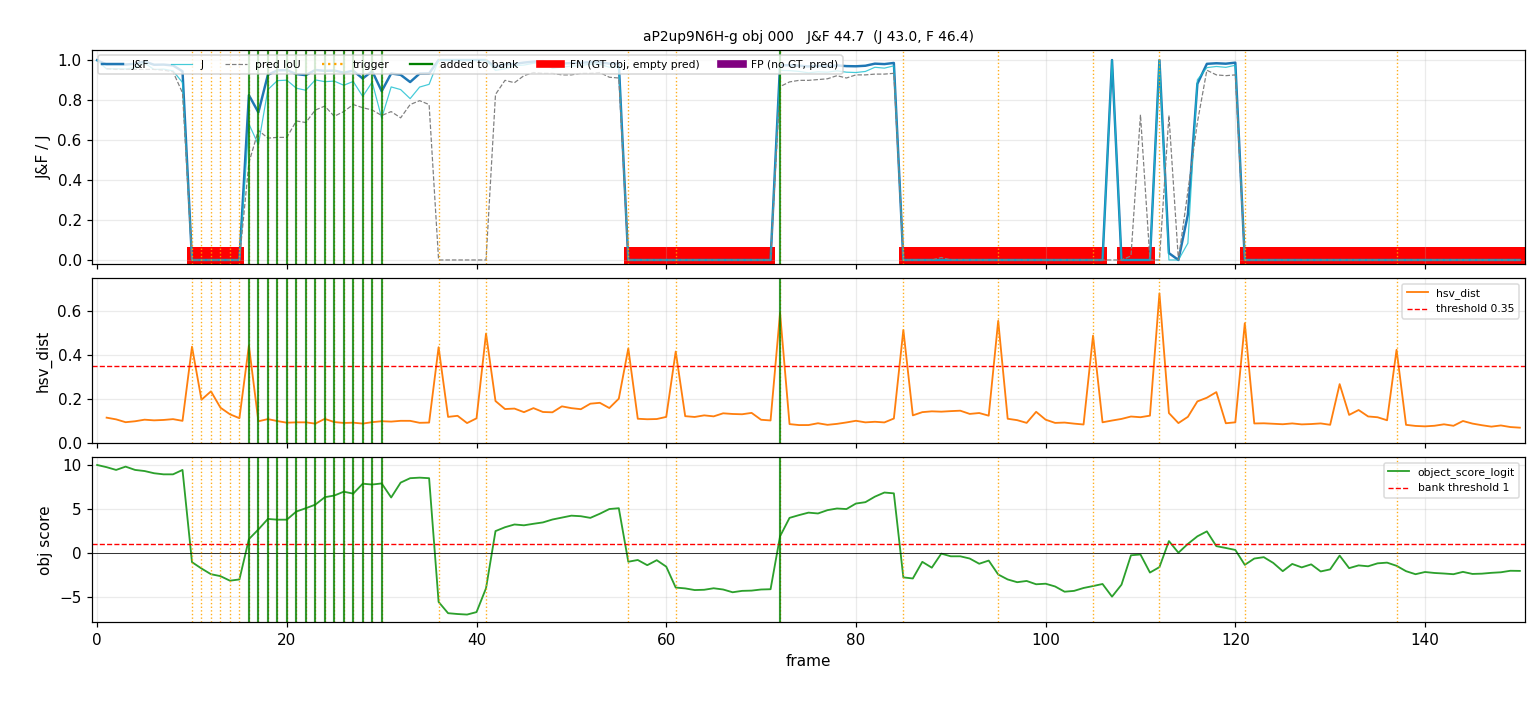 aP2up9N6H-g obj 000   J&F 44.7  (J 43.0, F 46.4)
J&F
J
pred IoU
trigger
added to bank
FN (GT obj, empty pred)
FP (no GT, pred)
J&F / J
1.0
0.8
0.6
0.4
0.2
0.0
hsv_dist
0.6
0.4
0.2
0.0
hsv_dist
threshold 0.35
obj score
10
5
0
−5
object_score_logit
bank threshold 1
0 20 40 60 80 100 120 140
frame